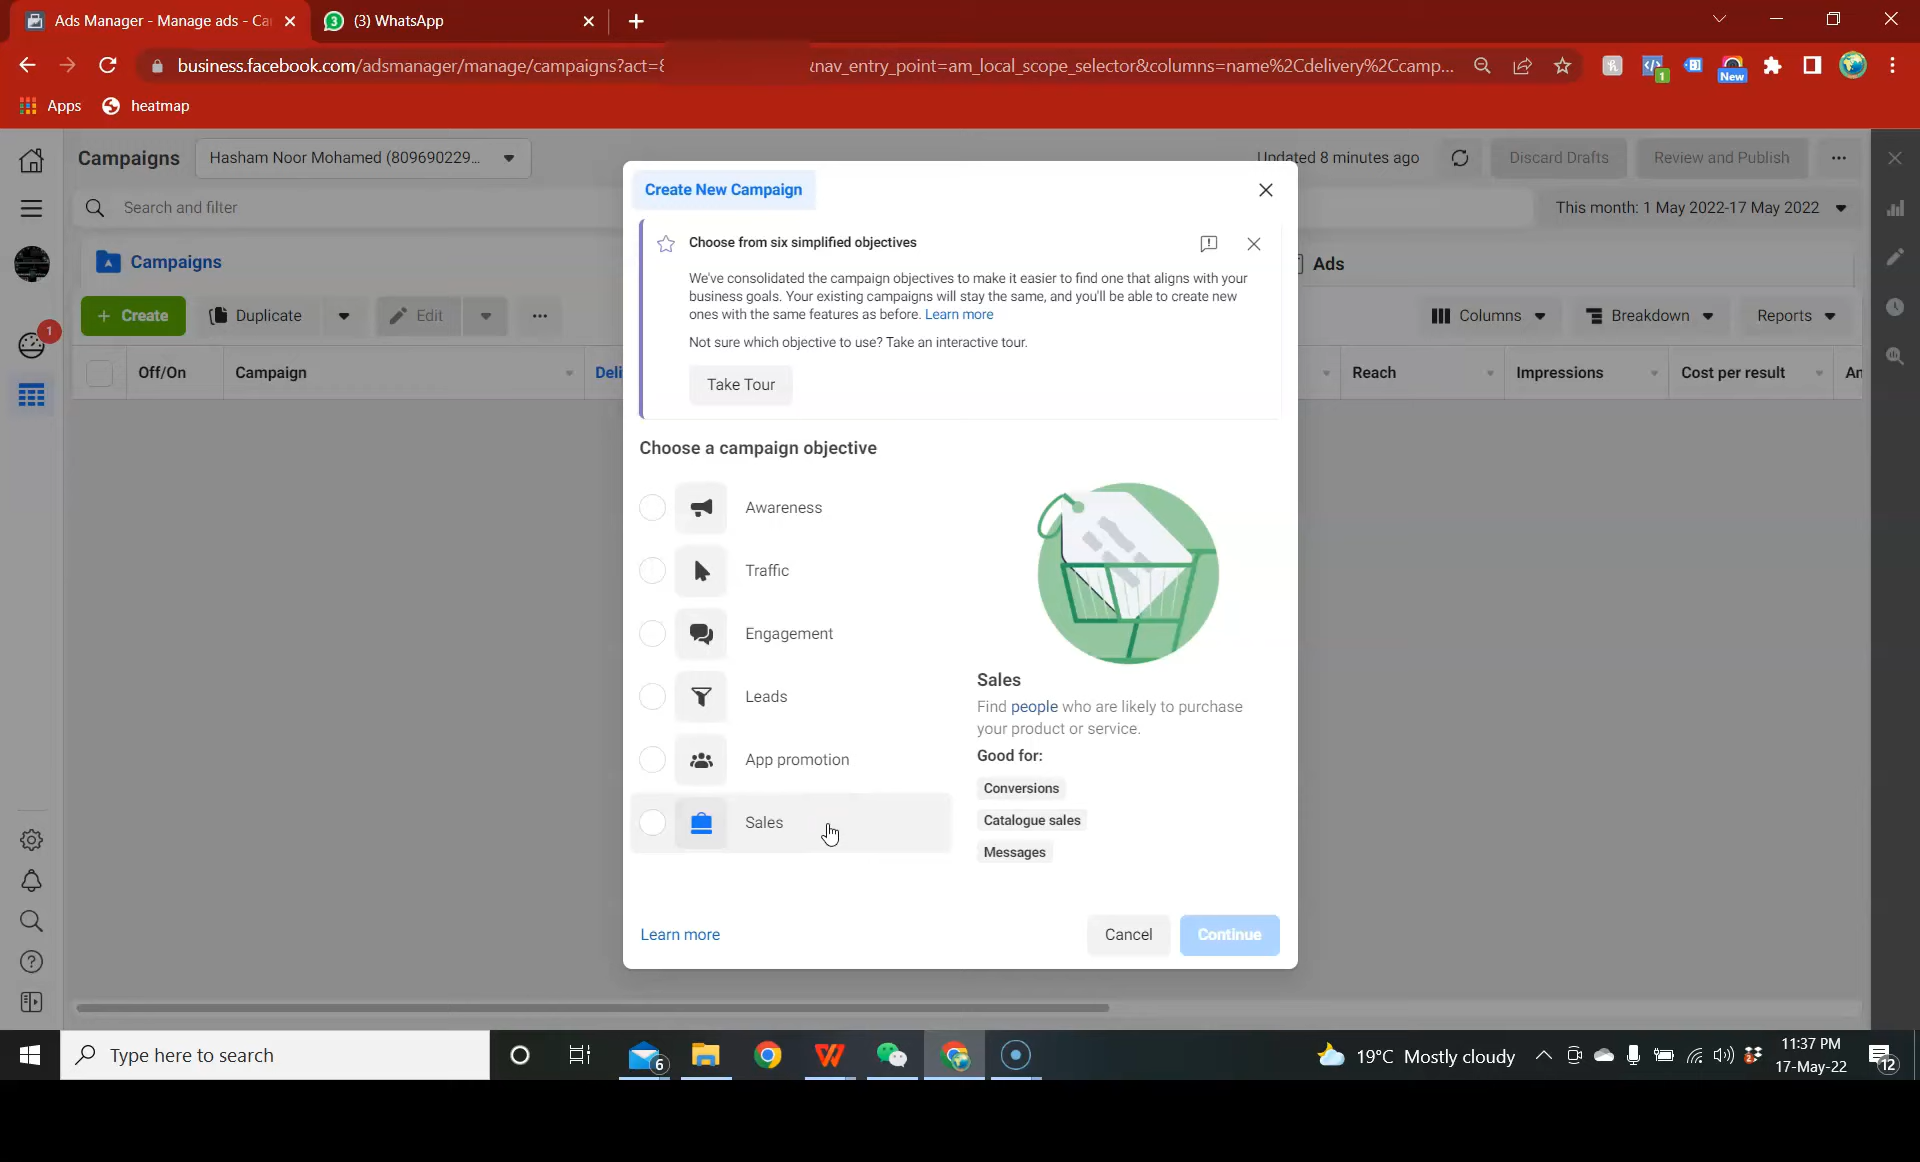 Ads Manager - Manage ads - Ca
3 (3) WhatsApp
business.facebook.com/adsmanager/manage/campaigns?act=8
nav_entry_point=am_local_scope_selector&columns=name%2Cdelivery%2Ccamp...
1
New
Apps heatmap
Campaigns Hasham Noor Mohamed (809690229...
Updated 8 minutes ago Discard Drafts Review and Publish
Search and filter
This month: 1 May 2022-17 May 2022
Campaigns
Ads
+ Create Duplicate Edit
Columns Breakdown Reports
1
Off/On Campaign Deli
Reach Impressions Cost per result An
Create New Campaign
Choose from six simplified objectives
We've consolidated the campaign objectives to make it easier to find one that aligns with your
business goals. Your existing campaigns will stay the same, and you'll be able to create new
ones with the same features as before. Learn more
Not sure which objective to use? Take an interactive tour.
Take Tour
Choose a campaign objective
Awareness
Traffic
Engagement
Leads
App promotion
Sales
Sales
Find people who are likely to purchase
your product or service.
Good for:
Conversions
Catalogue sales
Messages
Learn more
Cancel Continue
Type here to search
6
19°C Mostly cloudy
11:37 PM
17-May-22
12